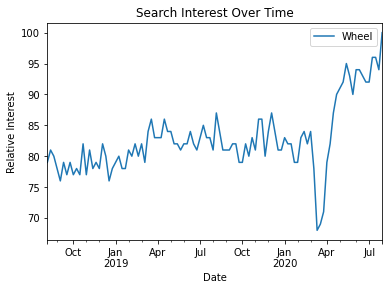 Search Interest Over Time
Wheel
Relative Interest
100
95
90
85
80
75
70
Oct
Jan
2019
Apr
Jul
Oct
Jan
2020
Apr
Jul
Date